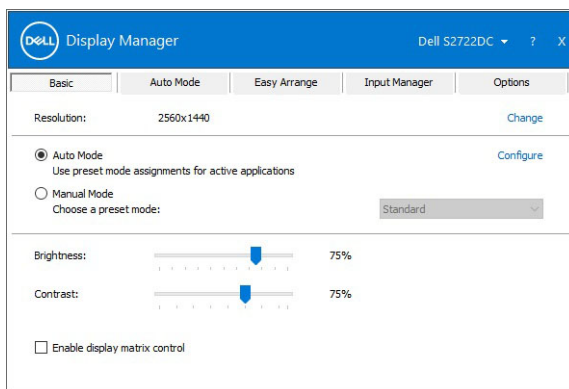 DELL Display Manager Dell S2722DC ? X
Basic Auto Mode Easy Arrange Input Manager Options
Resolution: 2560x1440 Change
Auto Mode Configure
Use preset mode assignments for active applications
Manual Mode
Choose a preset mode: Standard
Brightness: 75%
Contrast: 75%
Enable display matrix control